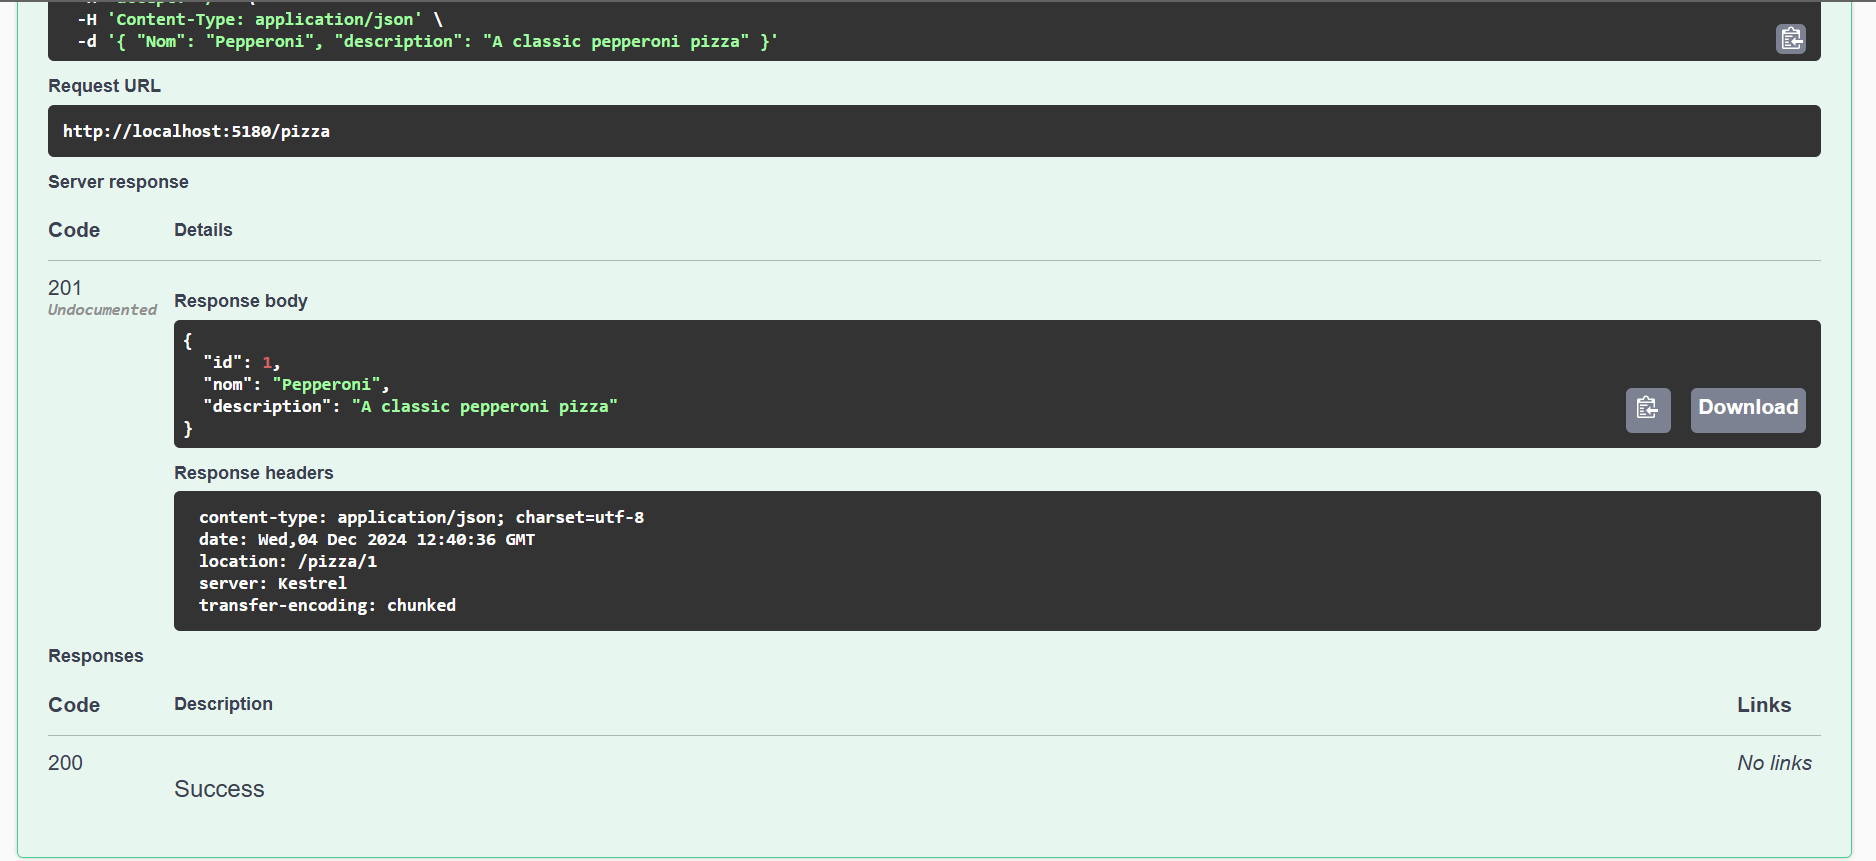 -H 'Content-Type: application/json' \
-d '{ "Nom": "Pepperoni", "description": "A classic pepperoni pizza" }'
Request URL
http://localhost:5180/pizza
Server response
Code Details
201
Undocumented
Response body
{
"id": 1,
"nom": "Pepperoni",
"description": "A classic pepperoni pizza"
}
Download
Response headers
content-type: application/json; charset=utf-8
date: Wed,04 Dec 2024 12:40:36 GMT
location: /pizza/1
server: Kestrel
transfer-encoding: chunked
Responses
Code Description Links
200 No links
Success